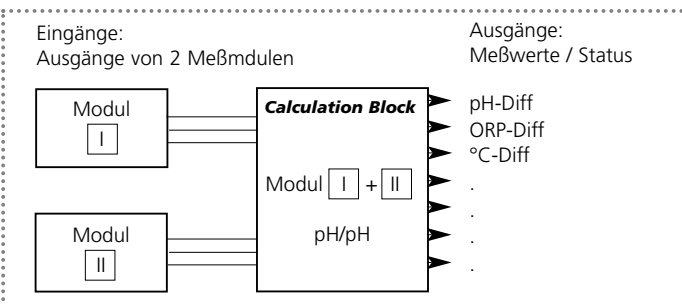 Eingänge:
Ausgänge von 2 Meßmdulen
Ausgänge:
Meßwerte / Status
Modul
I
Calculation Block
Modul I + II
pH/pH
Modul
II
pH-Diff
ORP-Diff
°C-Diff
.
.
.
.